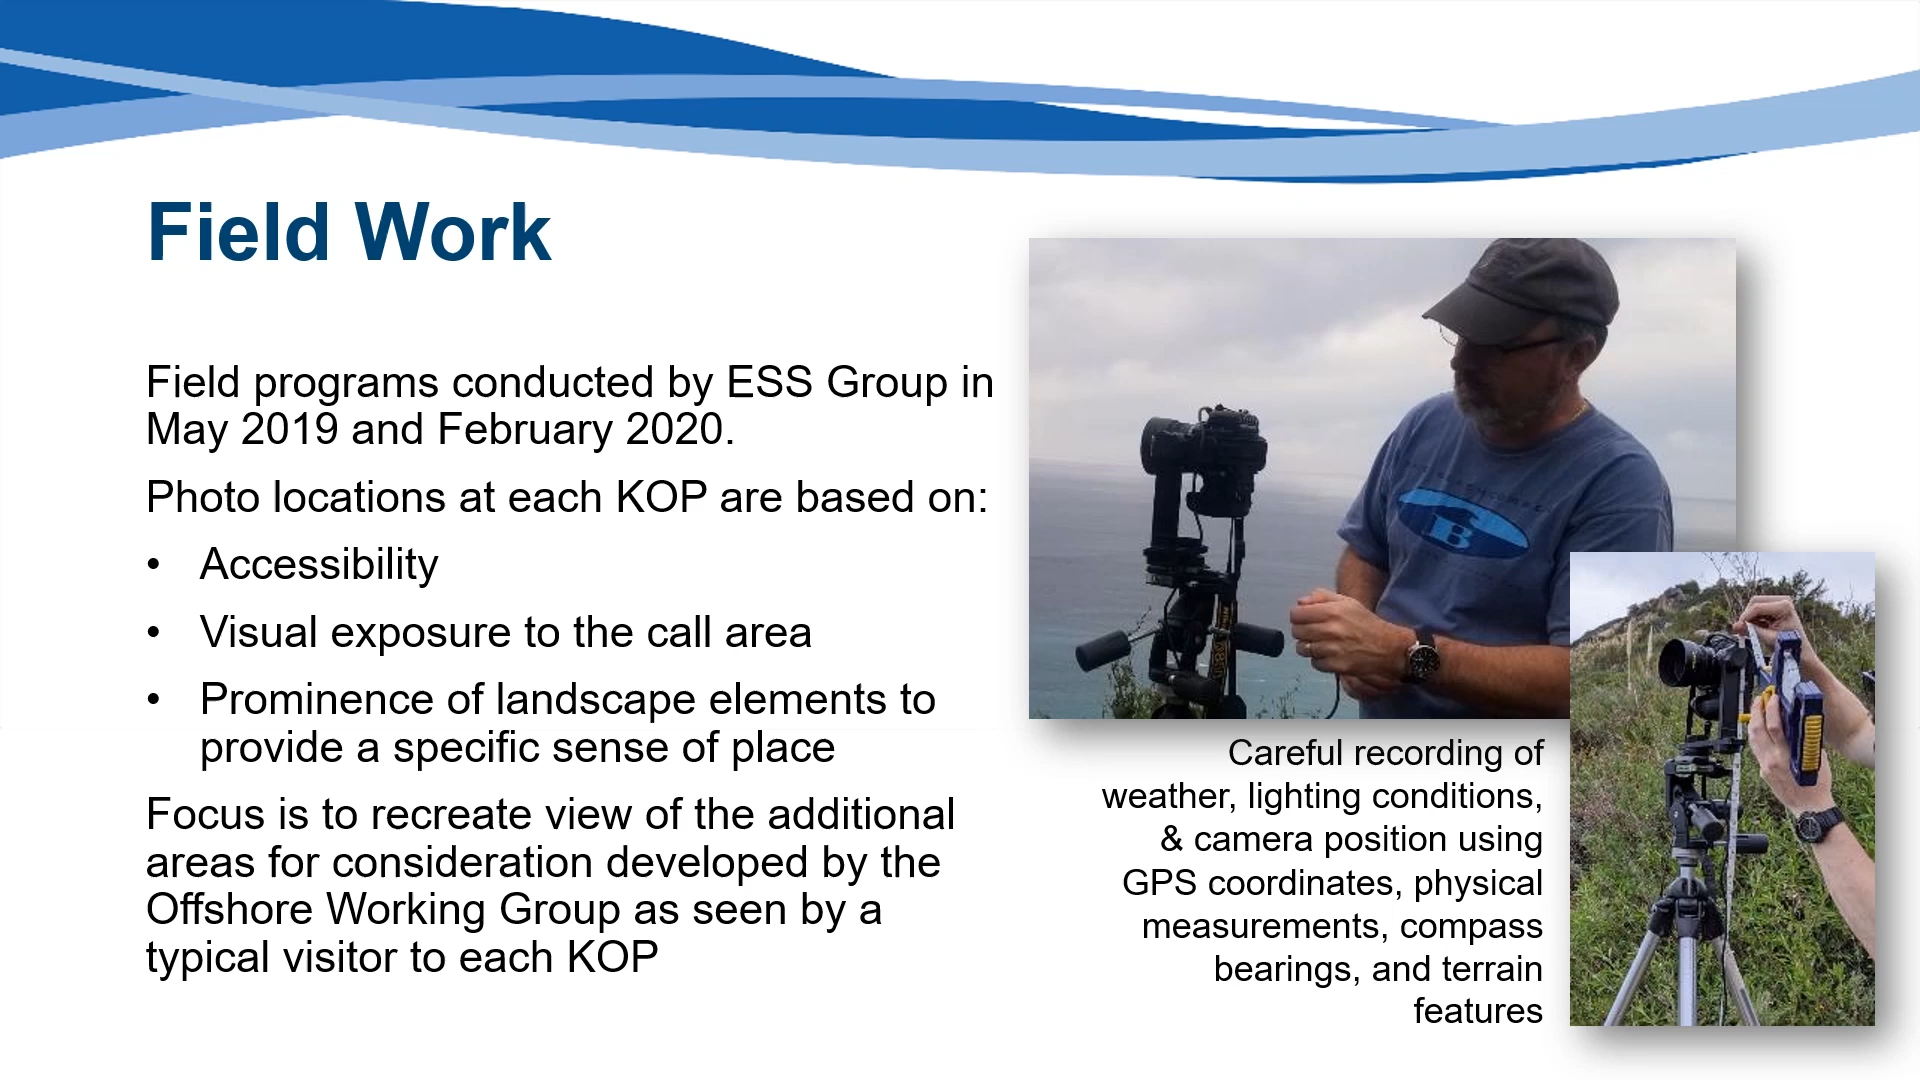 Field Work
Field programs conducted by ESS Group in
May 2019 and February 2020.
Photo locations at each KOP are based on:
• Accessibility
• Visual exposure to the call area
• Prominence of landscape elements to
provide a specific sense of place
Focus is to recreate view of the additional
areas for consideration developed by the
Offshore Working Group as seen by a
typical visitor to each KOP
B
Careful recording of
weather, lighting conditions,
& camera position using
GPS coordinates, physical
measurements, compass
bearings, and terrain
features